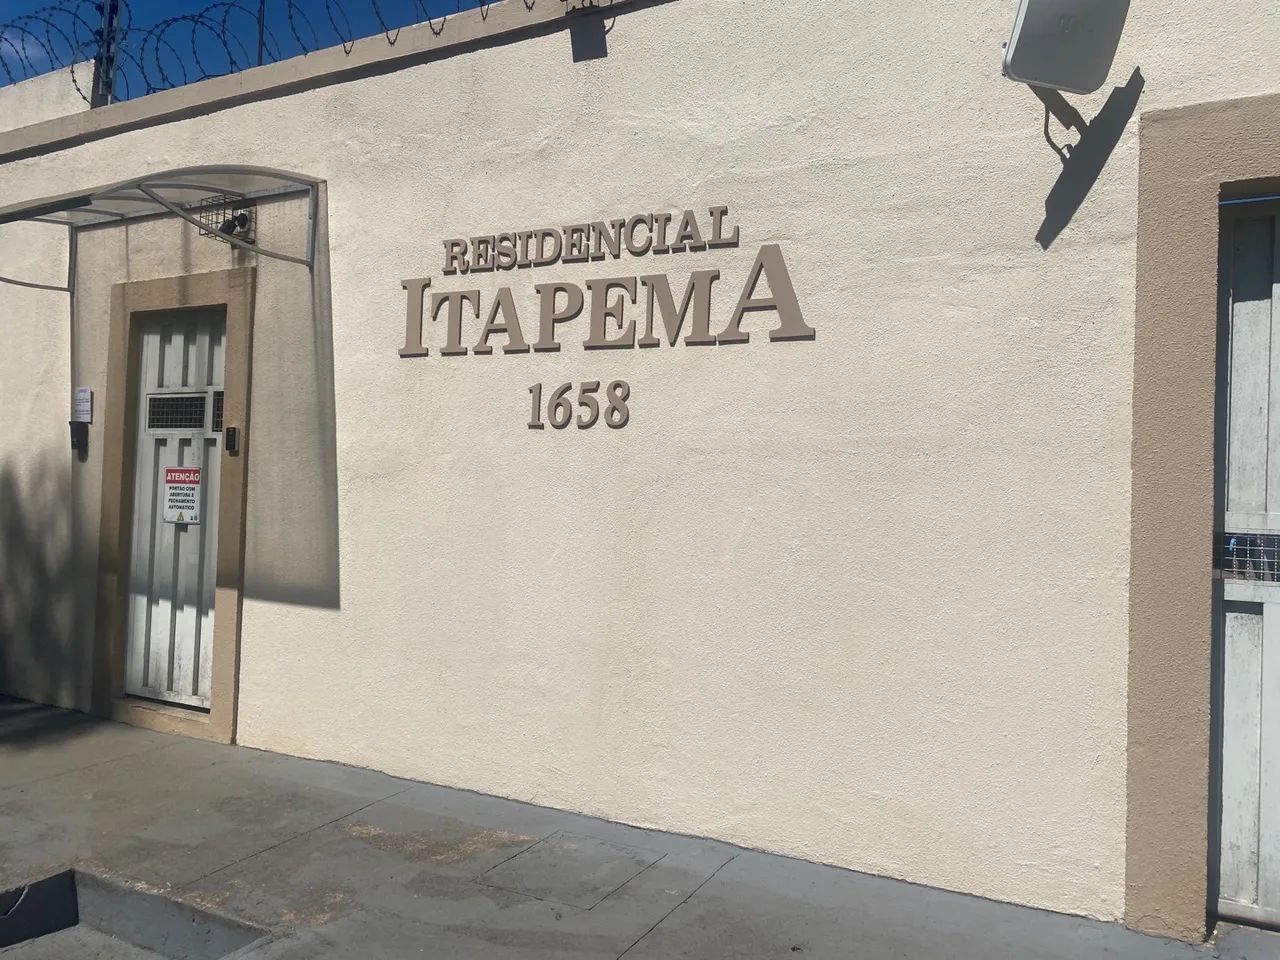 RESIDENCIAL
ITAPEMA
1658
ATENÇÃO
PORTÃO COM
ABERTURA E
FECHAMENTO
AUTOMÁTICO